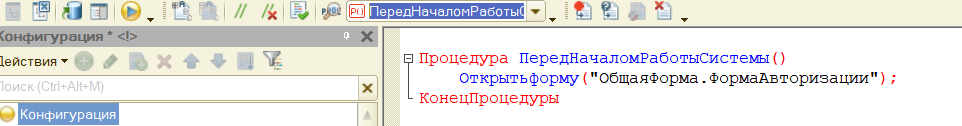 ПередНачаломРаботыС
Конфигурация * <!>
Действия
Поиск (Ctrl+Alt+M)
Конфигурация
Процедура ПередНачаломРаботыСистемы()
Открытьформу("ОбщаяФорма.ФормаАвторизации");
КонецПроцедуры